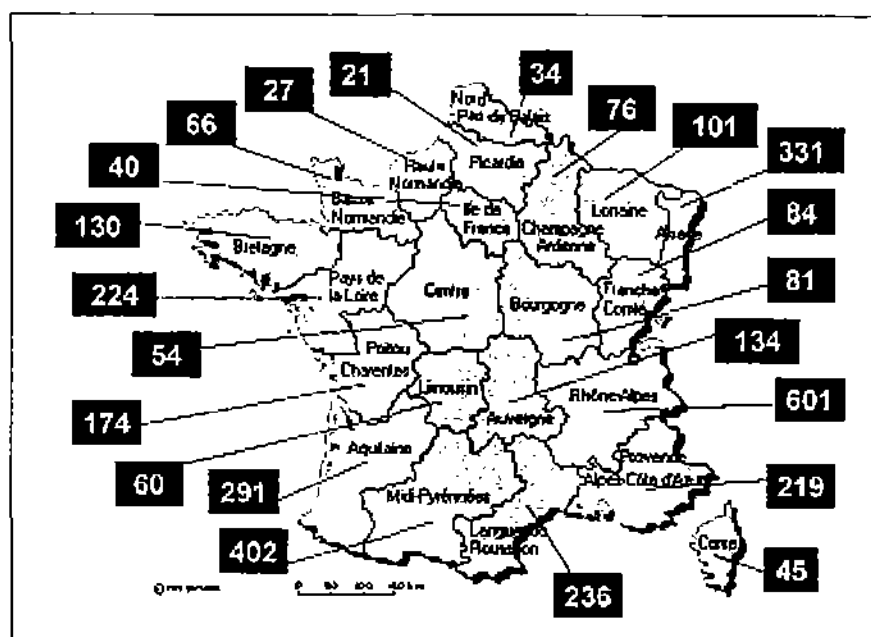 21
34
27
76
66
101
40
331
130
84
224
81
54
134
174
601
60
291
219
402
236
45
Nord
Pas de Calais
Picardie
Haute
Normandie
Basse
Normandie
Ile de
France
Champagne
Ardenne
Lorraine
Alsace
Bretagne
Pays de
la Loire
Centre
Bourgogne
Franche
Comté
Poitou
Charentes
Limousin
Auvergne
Rhône-Alpes
Aquitaine
Midi-Pyrénées
Languedoc
Roussillon
Provence
Alpes-Côte d'Azur
Corse
0
100